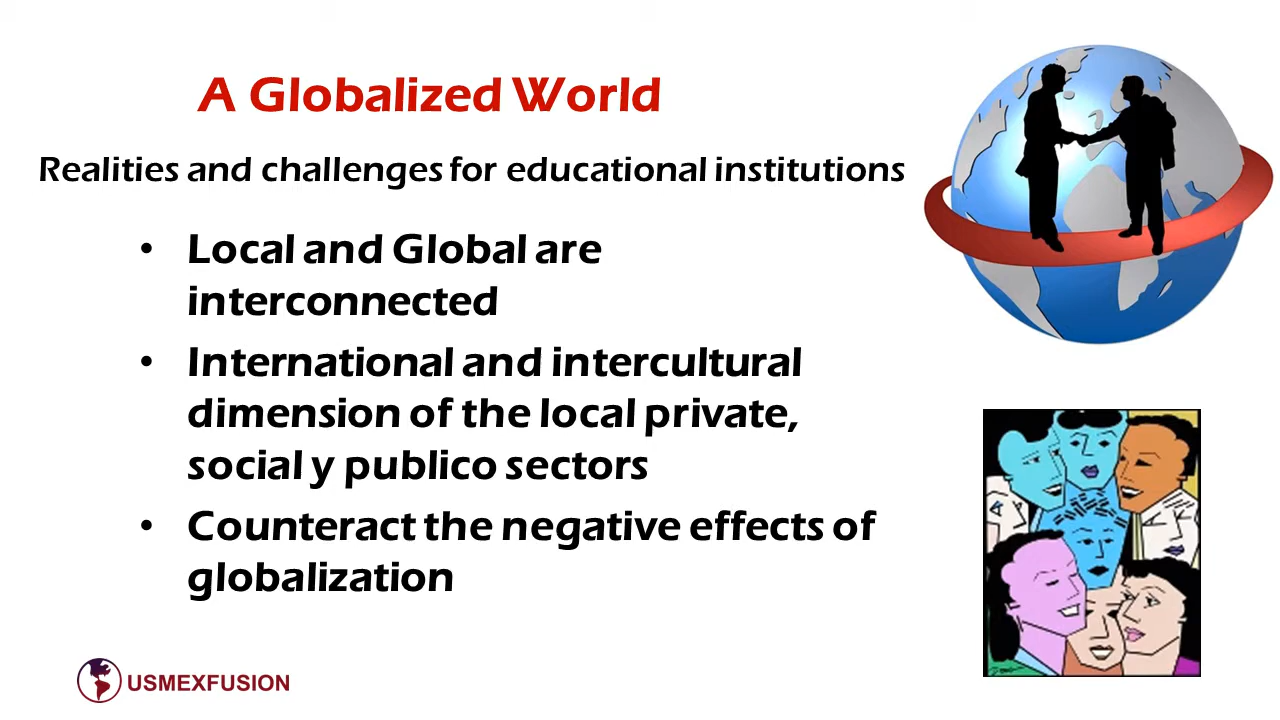 A Globalized World
Realities and challenges for educational institutions
• Local and Global are
interconnected
• International and intercultural
dimension of the local private,
social y publico sectors
• Counteract the negative effects of
globalization
USMEXFUSION